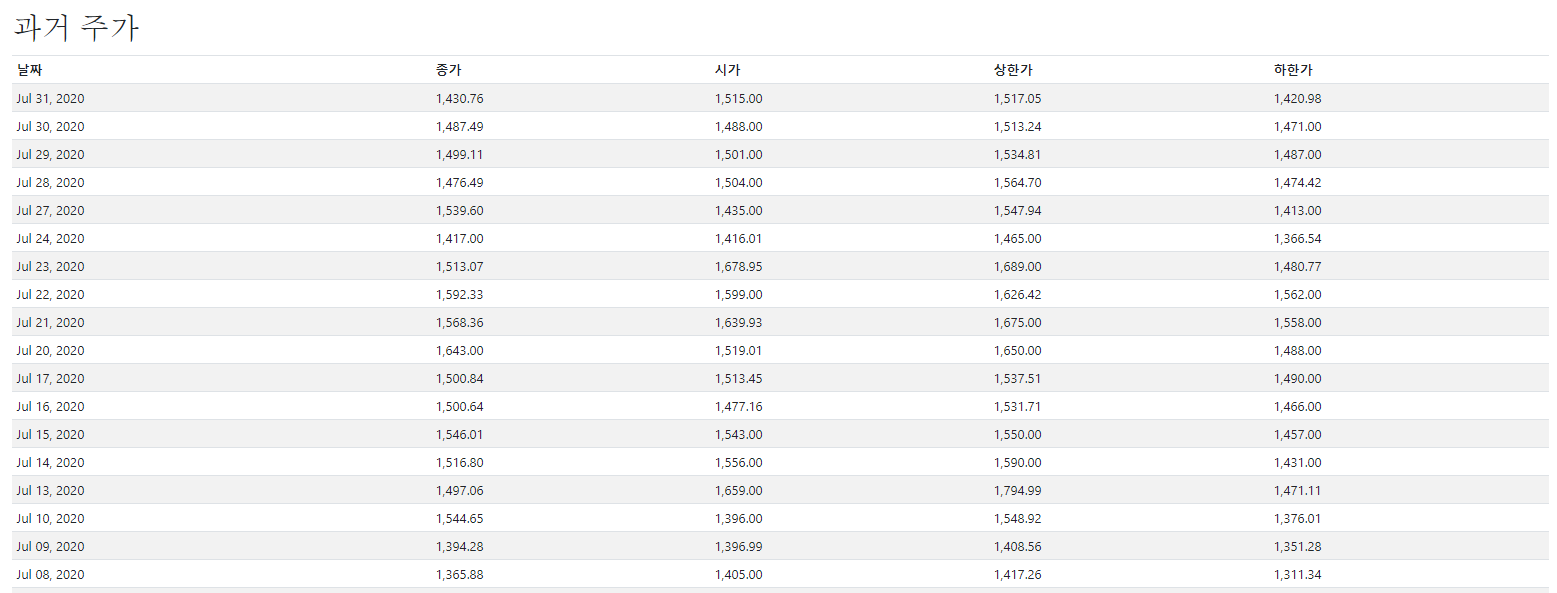 과거 주가
날짜 종가 시가 상한가 하한가
Jul 31, 2020 1,430.76 1,515.00 1,517.05 1,420.98
Jul 30, 2020 1,487.49 1,488.00 1,513.24 1,471.00
Jul 29, 2020 1,499.11 1,501.00 1,534.81 1,487.00
Jul 28, 2020 1,476.49 1,504.00 1,564.70 1,474.42
Jul 27, 2020 1,539.60 1,435.00 1,547.94 1,413.00
Jul 24, 2020 1,417.00 1,416.01 1,465.00 1,366.54
Jul 23, 2020 1,513.07 1,678.95 1,689.00 1,480.77
Jul 22, 2020 1,592.33 1,599.00 1,626.42 1,562.00
Jul 21, 2020 1,568.36 1,639.93 1,675.00 1,558.00
Jul 20, 2020 1,643.00 1,519.01 1,650.00 1,488.00
Jul 17, 2020 1,500.84 1,513.45 1,537.51 1,490.00
Jul 16, 2020 1,500.64 1,477.16 1,531.71 1,466.00
Jul 15, 2020 1,546.01 1,543.00 1,550.00 1,457.00
Jul 14, 2020 1,516.80 1,556.00 1,590.00 1,431.00
Jul 13, 2020 1,497.06 1,659.00 1,794.99 1,471.11
Jul 10, 2020 1,544.65 1,396.00 1,548.92 1,376.01
Jul 09, 2020 1,394.28 1,396.99 1,408.56 1,351.28
Jul 08, 2020 1,365.88 1,405.00 1,417.26 1,311.34